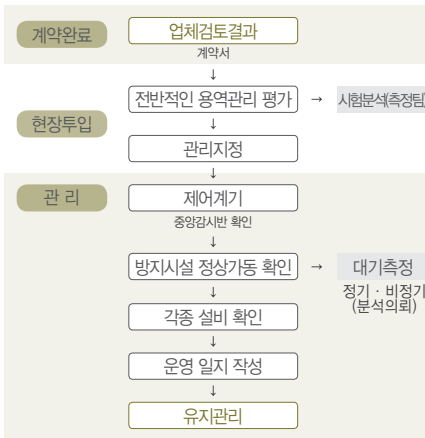 계약완료
업체검토결과
계약서
↓
전반적인 용역관리 평가 → 시험분석(측정팀)
현장투입
↓
관리지정
↓
관 리
제어계기
중앙감시반 확인
↓
방지시설 정상가동 확인 → 대기측정
정기 · 비정기
(분석의뢰)
↓
각종 설비 확인
↓
운영 일지 작성
↓
유지관리